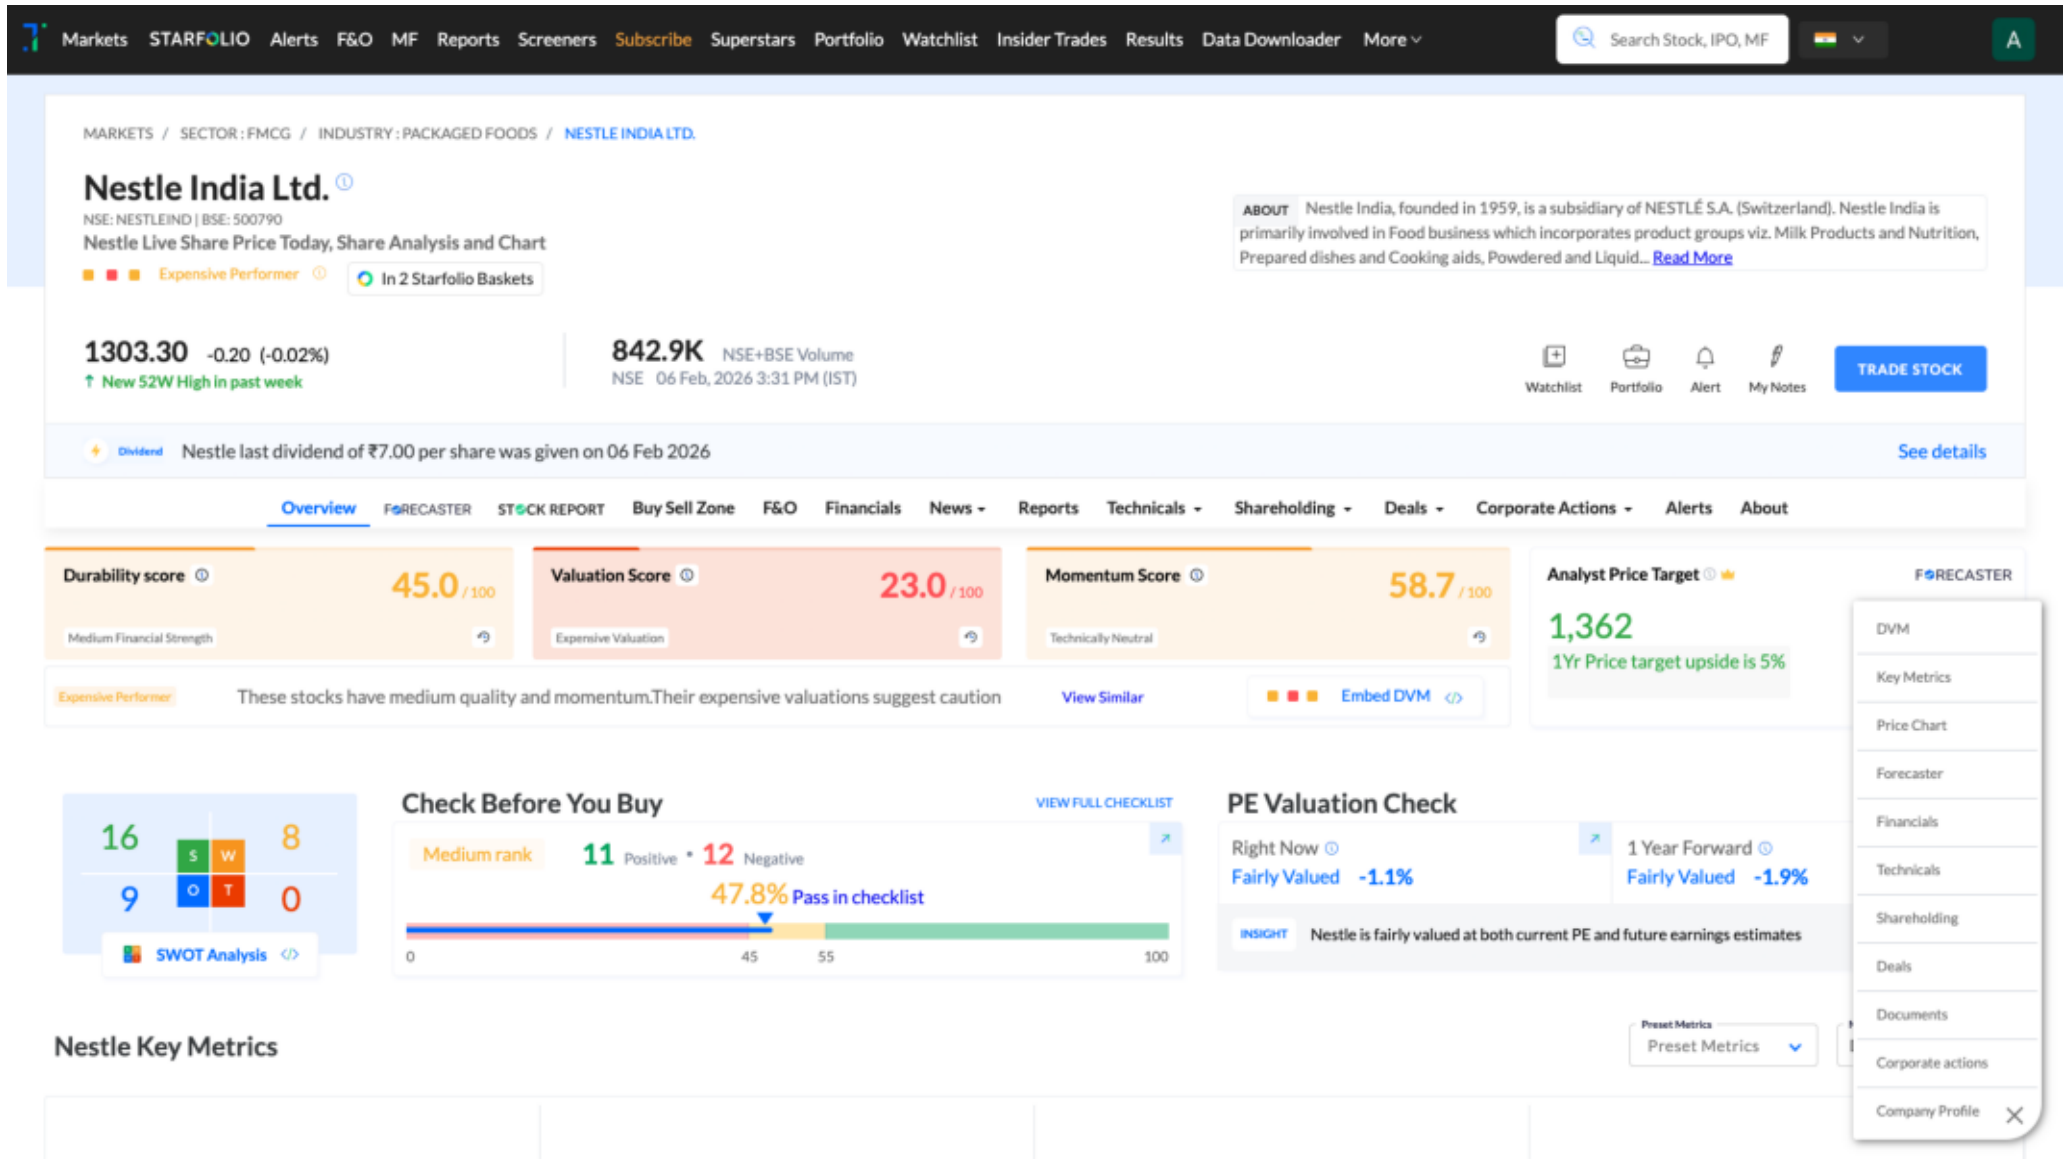 Markets STARFOLIO Alerts F&O MF Reports Screeners Subscribe Superstars Portfolio Watchlist Insider Trades Results Data Downloader More Search Stock, IPO, MF A
MARKETS / SECTOR : FMCG / INDUSTRY : PACKAGED FOODS / NESTLE INDIA LTD.
Nestle India Ltd.
NSE: NESTLEIND | BSE: 500790
Nestle Live Share Price Today, Share Analysis and Chart
Expensive Performer In 2 Starfolio Baskets
ABOUT Nestle India, founded in 1959, is a subsidiary of NESTLÉ S.A. (Switzerland). Nestle India is
primarily involved in Food business which incorporates product groups viz. Milk Products and Nutrition,
Prepared dishes and Cooking aids, Powdered and Liquid... Read More
1303.30 -0.20 (-0.02%)
New 52W High in past week
842.9K NSE+BSE Volume
NSE 06 Feb, 2026 3:31 PM (IST)
Watchlist Portfolio Alert My Notes TRADE STOCK
Dividend Nestle last dividend of ₹7.00 per share was given on 06 Feb 2026 See details
Overview FORECASTER STOCK REPORT Buy Sell Zone F&O Financials News Reports Technicals Shareholding Deals Corporate Actions Alerts About
Durability score 45.0 / 100
Medium Financial Strength
Valuation Score 23.0 / 100
Expensive Valuation
Momentum Score 58.7 / 100
Technically Neutral
Analyst Price Target FORECASTER
1,362
1Yr Price target upside is 5%
Expensive Performer These stocks have medium quality and momentum.Their expensive valuations suggest caution View Similar Embed DVM
16 S W 8
9 O T 0
SWOT Analysis
Check Before You Buy VIEW FULL CHECKLIST
Medium rank 11 Positive • 12 Negative
47.8% Pass in checklist
0 45 55 100
PE Valuation Check
Right Now
Fairly Valued -1.1%
1 Year Forward
Fairly Valued -1.9%
INSIGHT Nestle is fairly valued at both current PE and future earnings estimates
Nestle Key Metrics
Preset Metrics
Preset Metrics
DVM
Key Metrics
Price Chart
Forecaster
Financials
Technicals
Shareholding
Deals
Documents
Corporate actions
Company Profile